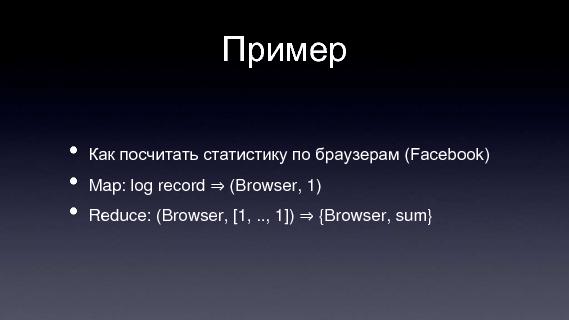 Пример
• Как посчитать статистику по браузерам (Facebook)
• Map: log record ⇒ (Browser, 1)
• Reduce: (Browser, [1, .., 1]) ⇒ {Browser, sum}